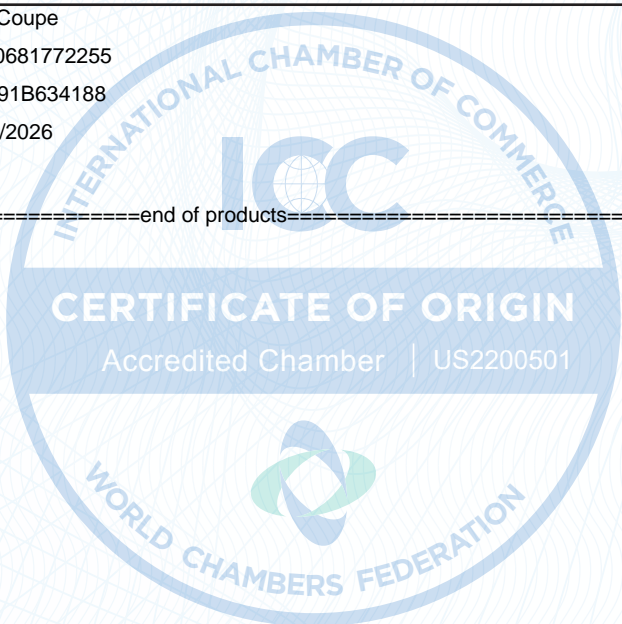 Coupe
0681772255
91B634188
/2026
===========end of products===========================
INTERNATIONAL CHAMBER OF COMMERCE
ICC
CERTIFICATE OF ORIGIN
Accredited Chamber | US2200501
WORLD CHAMBERS FEDERATION